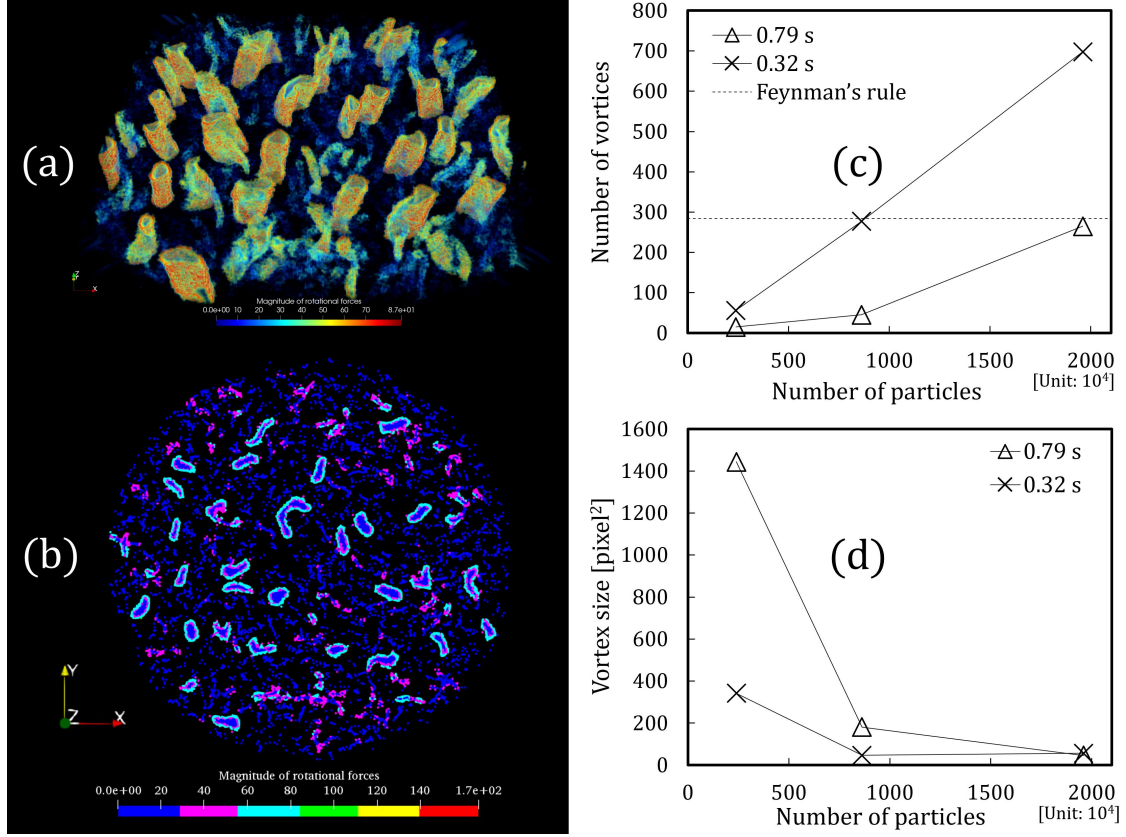 (a)
Z
Y
X
Magnitude of rotational forces
0.0e+00 10 20 30 40 50 60 70 8.7e+01
(b)
Y
Z
X
Magnitude of rotational forces
0.0e+00 20 40 60 80 100 120 140 1.7e+02
800
700
600
500
400
300
200
100
0
Number of vortices
0.79 s
0.32 s
Feynman's rule
(c)
0 500 1000 1500 2000
Number of particles
[Unit: 10⁴]
1600
1400
1200
1000
800
600
400
200
0
Vortex size [pixel²]
0.79 s
0.32 s
(d)
0 500 1000 1500 2000
Number of particles
[Unit: 10⁴]